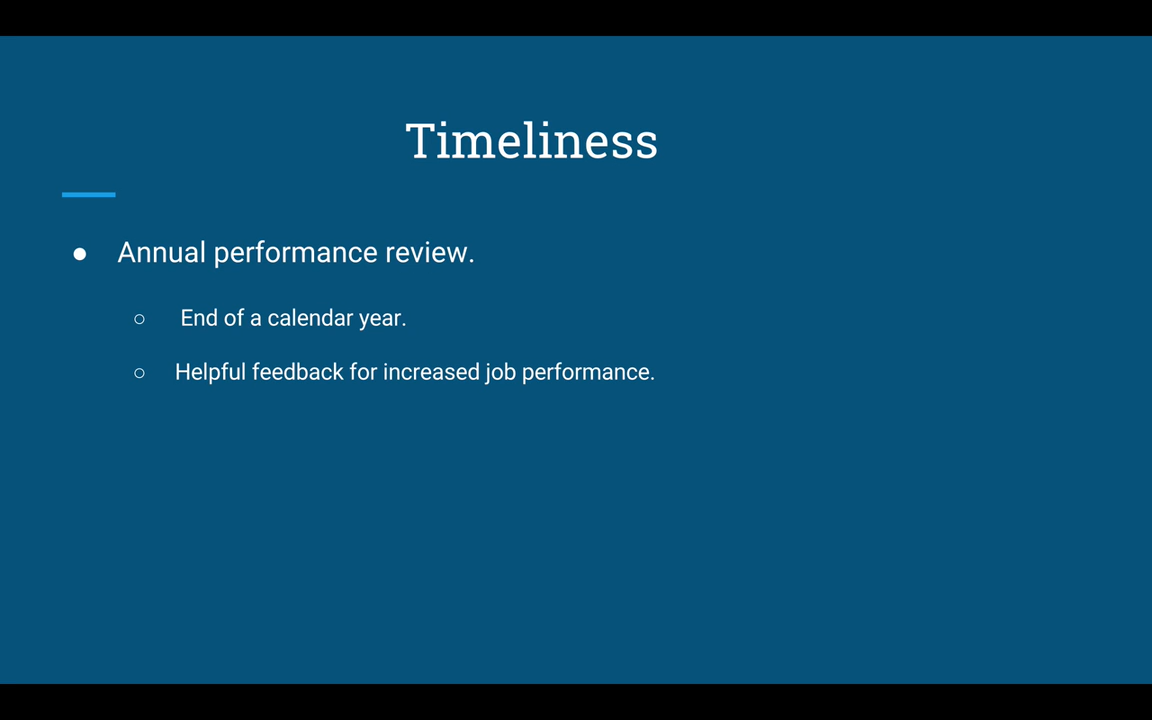 Timeliness
● Annual performance review.
○ End of a calendar year.
○ Helpful feedback for increased job performance.